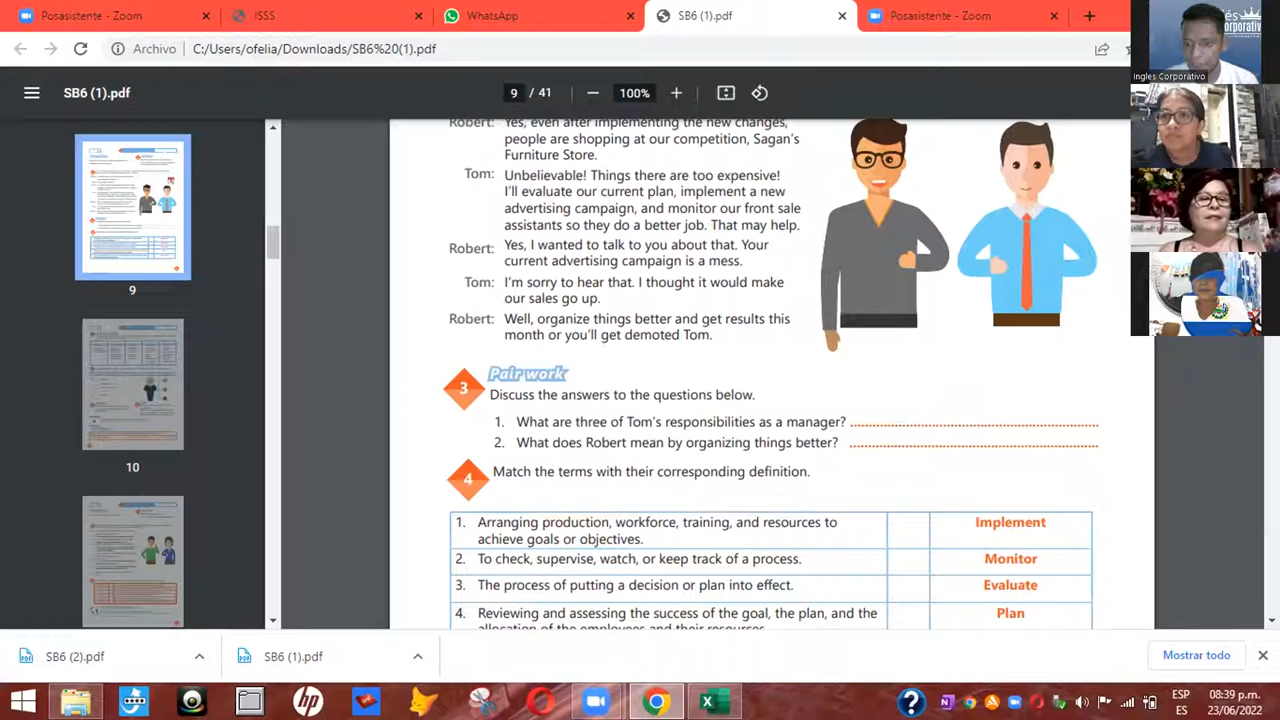 Posasistente - Zoom
ISSS
WhatsApp
SB6 (1).pdf
Posasistente - Zoom
Archivo
C:/Users/ofelia/Downloads/SB6%20(1).pdf
Ingles Corporativo
SB6 (1).pdf
9 / 41
100%
9
10
Robert: Yes, even after implementing the new changes,
people are shopping at our competition, Sagan's
Furniture Store.
Tom: Unbelievable! Things there are too expensive!
I'll evaluate our current plan, implement a new
advertising campaign, and monitor our front sale
assistants so they do a better job. That may help.
Robert: Yes, I wanted to talk to you about that. Your
current advertising campaign is a mess.
Tom: I'm sorry to hear that. I thought it would make
our sales go up.
Robert: Well, organize things better and get results this
month or you'll get demoted Tom.
3 Pair work
Discuss the answers to the questions below.
1. What are three of Tom's responsibilities as a manager?
2. What does Robert mean by organizing things better?
4 Match the terms with their corresponding definition.
1. Arranging production, workforce, training, and resources to
achieve goals or objectives.
Implement
2. To check, supervise, watch, or keep track of a process.
Monitor
3. The process of putting a decision or plan into effect.
Evaluate
4. Reviewing and assessing the success of the goal, the plan, and the
allocation of the employees and their resources.
Plan
SB6 (2).pdf
SB6 (1).pdf
Mostrar todo
ESP
ES
08:39 p.m.
23/06/2022